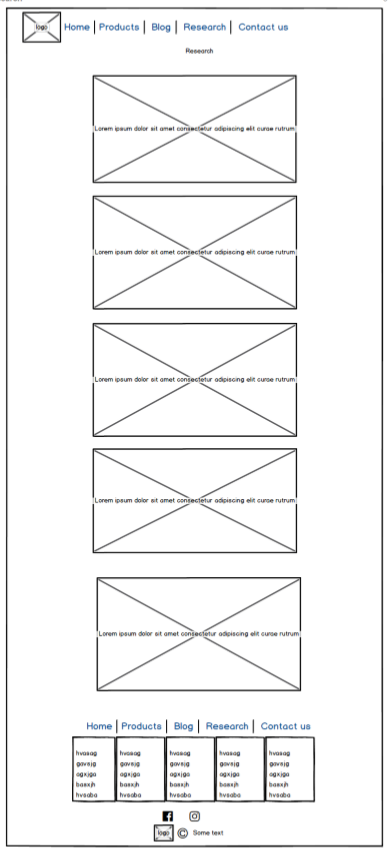 logo Home Products Blog Research Contact us
Research
Lorem ipsum dolor sit amet consectetur adipiscing elit curae rutrum
Lorem ipsum dolor sit amet consectetur adipiscing elit curae rutrum
Lorem ipsum dolor sit amet consectetur adipiscing elit curae rutrum
Lorem ipsum dolor sit amet consectetur adipiscing elit curae rutrum
Lorem ipsum dolor sit amet consectetur adipiscing elit curae rutrum
Home Products Blog Research Contact us
hvasag hvasag hvasag hvasag hvasag
gavsjg gavsjg gavsjg gavsjg gavsjg
agxjga agxjga agxjga agxjga agxjga
basxjh basxjh basxjh basxjh basxjh
hvsaba hvsaba hvsaba hvsaba hvsaba
logo © Some text